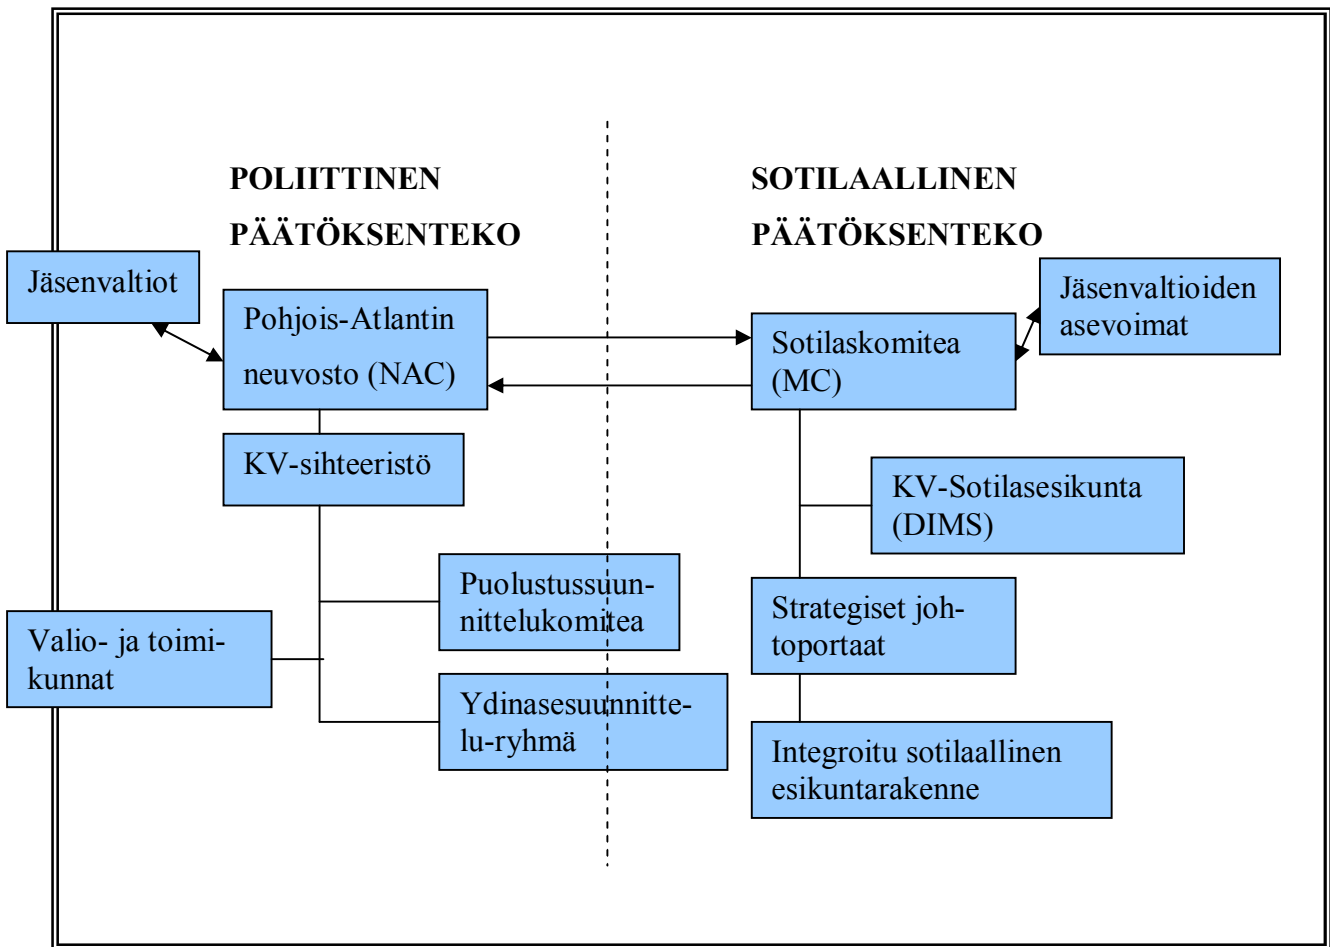 POLIITTINEN
PÄÄTÖKSENTEKO
SOTILAALLINEN
PÄÄTÖKSENTEKO
Jäsenvaltiot
Pohjois-Atlantin
neuvosto (NAC)
Sotilaskomitea
(MC)
Jäsenvaltioiden
asevoimat
KV-sihteeristö
KV-Sotilasesikunta
(DIMS)
Puolustussuun-
nittelukomitea
Strategiset joh-
toportaat
Valio- ja toimi-
kunnat
Ydinasesuunnitte-
lu-ryhmä
Integroitu sotilaallinen
esikuntarakenne